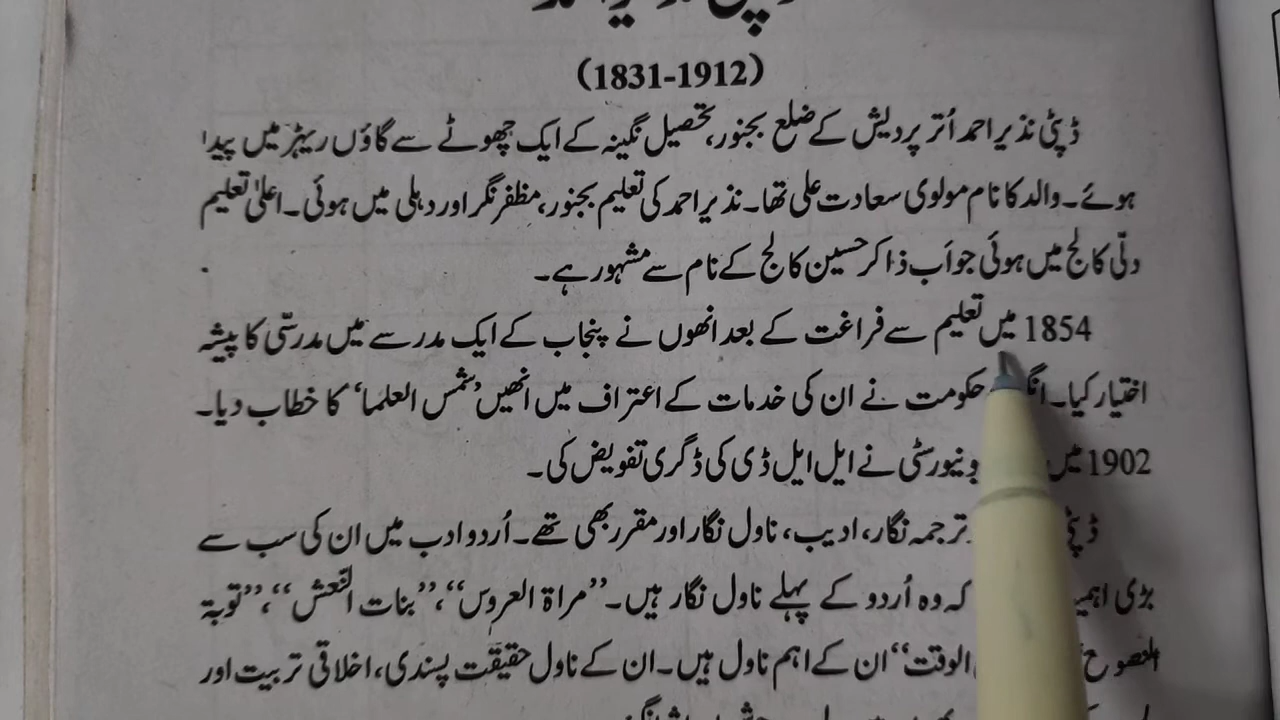 (1831-1912)
ڈپٹی نذیر احمد اُتر پردیش کے ضلع بجنور، تحصیل نگینہ کے ایک چھوٹے سے گاؤں ریہڑ میں پیدا
ہوئے۔ والد کا نام مولوی سعادت علی تھا۔ نذیر احمد کی تعلیم بجنور، مظفر نگر اور دہلی میں ہوئی۔ اعلیٰ تعلیم
دلّی کالج میں ہوئی جو اَب ذاکر حسین کالج کے نام سے مشہور ہے۔
1854 میں تعلیم سے فراغت کے بعد انھوں نے پنجاب کے ایک مدرسے میں مدرسّی کا پیشہ
اختیار کیا۔ حکومت نے ان کی خدمات کے اعتراف میں انھیں ’شمس العلما‘ کا خطاب دیا۔
1902 میں یونیورسٹی نے ایل ایل ڈی کی ڈگری تفویض کی۔
ترجمہ نگار، ادیب، ناول نگار اور مقرر بھی تھے۔ اُردو ادب میں ان کی سب سے
بڑی کہ وہ اُردو کے پہلے ناول نگار ہیں۔ ”مراۃ العروس“، ”بنات النّعش“، ”توبۃ
النصوح الوقت“ ان کے اہم ناول ہیں۔ ان کے ناول حقیقت پسندی، اخلاقی تربیت اور